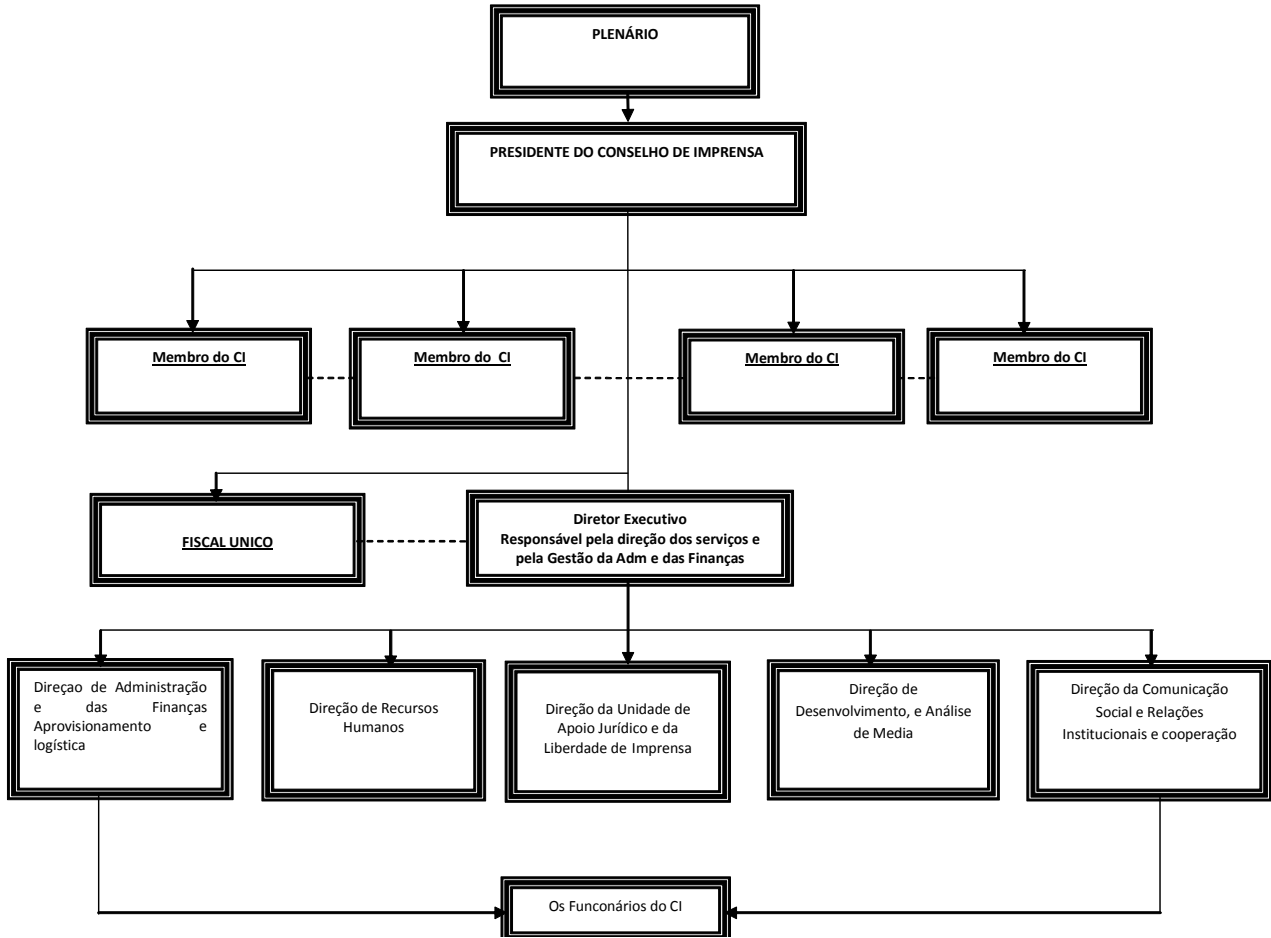 PLENÁRIO
PRESIDENTE DO CONSELHO DE IMPRENSA
Membro do CI
Membro do CI
Membro do CI
Membro do CI
FISCAL UNICO
Diretor Executivo
Responsável pela direção dos serviços e
pela Gestão da Adm e das Finanças
Direçao de Administração
e das Finanças
Aprovisionamento e
logística
Direção de Recursos
Humanos
Direção da Unidade de
Apoio Jurídico e da
Liberdade de Imprensa
Direção de
Desenvolvimento, e Análise
de Media
Direção da Comunicação
Social e Relações
Institucionais e cooperação
Os Funconários do CI